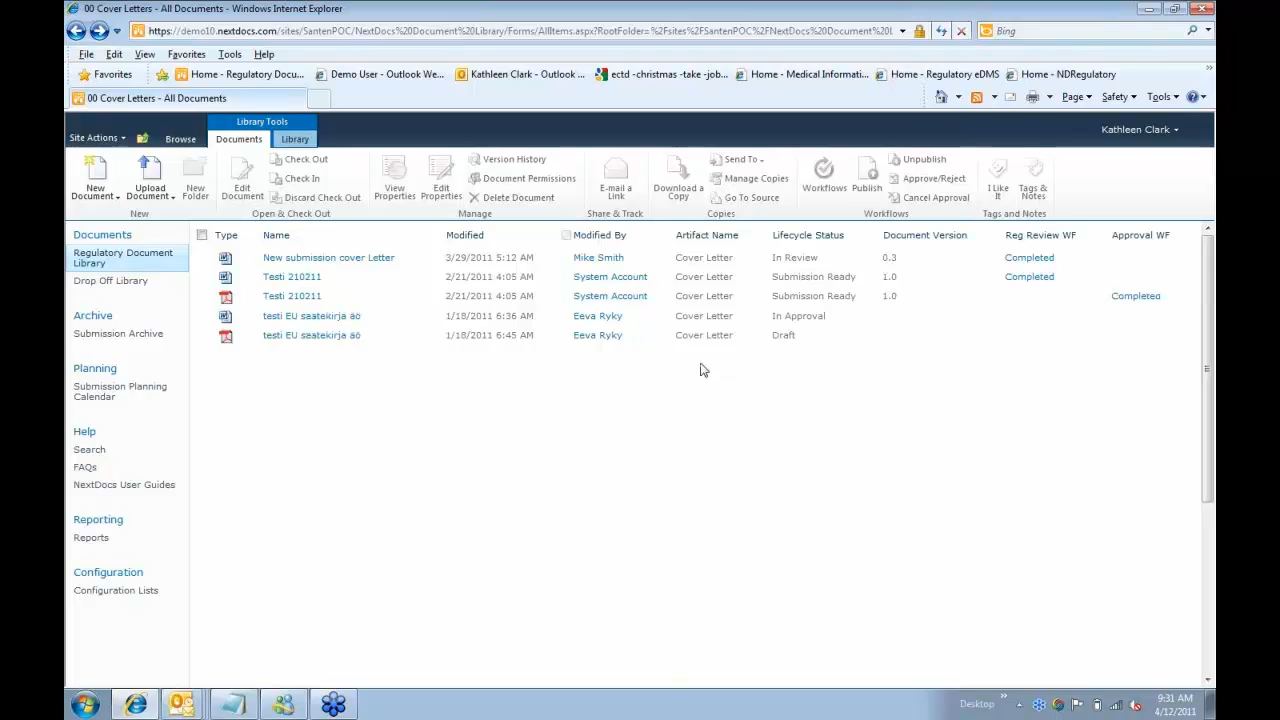 00 Cover Letters - All Documents - Windows Internet Explorer
https://demo10.nextdocs.com/sites/SantenPOC/NextDocs%20Document%20Library/Forms/AllItems.aspx?RootFolder=%2Fsites%2FSantenPOC%2FNextDocs%20Document%20L
Bing
File Edit View Favorites Tools Help
Favorites Home - Regulatory Docu... Demo User - Outlook We... Kathleen Clark - Outlook ... ectd -christmas -take -job... Home - Medical Informati... Home - Regulatory eDMS Home - NDRegulatory
00 Cover Letters - All Documents Page Safety Tools
Library Tools
Site Actions Browse Documents Library Kathleen Clark
New Document Upload Document New Folder
Edit Document Check Out Check In Discard Check Out
View Properties Edit Properties Version History Document Permissions Delete Document
E-mail a Link
Download a Copy Send To Manage Copies Go To Source
Workflows Publish Unpublish Approve/Reject Cancel Approval
I Like It Tags & Notes
New Open & Check Out Manage Share & Track Copies Workflows Tags and Notes
Documents
Regulatory Document Library
Drop Off Library
Archive
Submission Archive
Planning
Submission Planning Calendar
Help
Search
FAQs
NextDocs User Guides
Reporting
Reports
Configuration
Configuration Lists
Type Name Modified Modified By Artifact Name Lifecycle Status Document Version Reg Review WF Approval WF
New submission cover Letter 3/29/2011 5:12 AM Mike Smith Cover Letter In Review 0.3 Completed
Testi 210211 2/21/2011 4:05 AM System Account Cover Letter Submission Ready 1.0 Completed
Testi 210211 2/21/2011 4:05 AM System Account Cover Letter Submission Ready 1.0 Completed
testi EU saatekirja äö 1/18/2011 6:36 AM Eeva Ryky Cover Letter In Approval
testi EU saatekirja äö 1/18/2011 6:45 AM Eeva Ryky Cover Letter Draft
Desktop
9:31 AM
4/12/2011